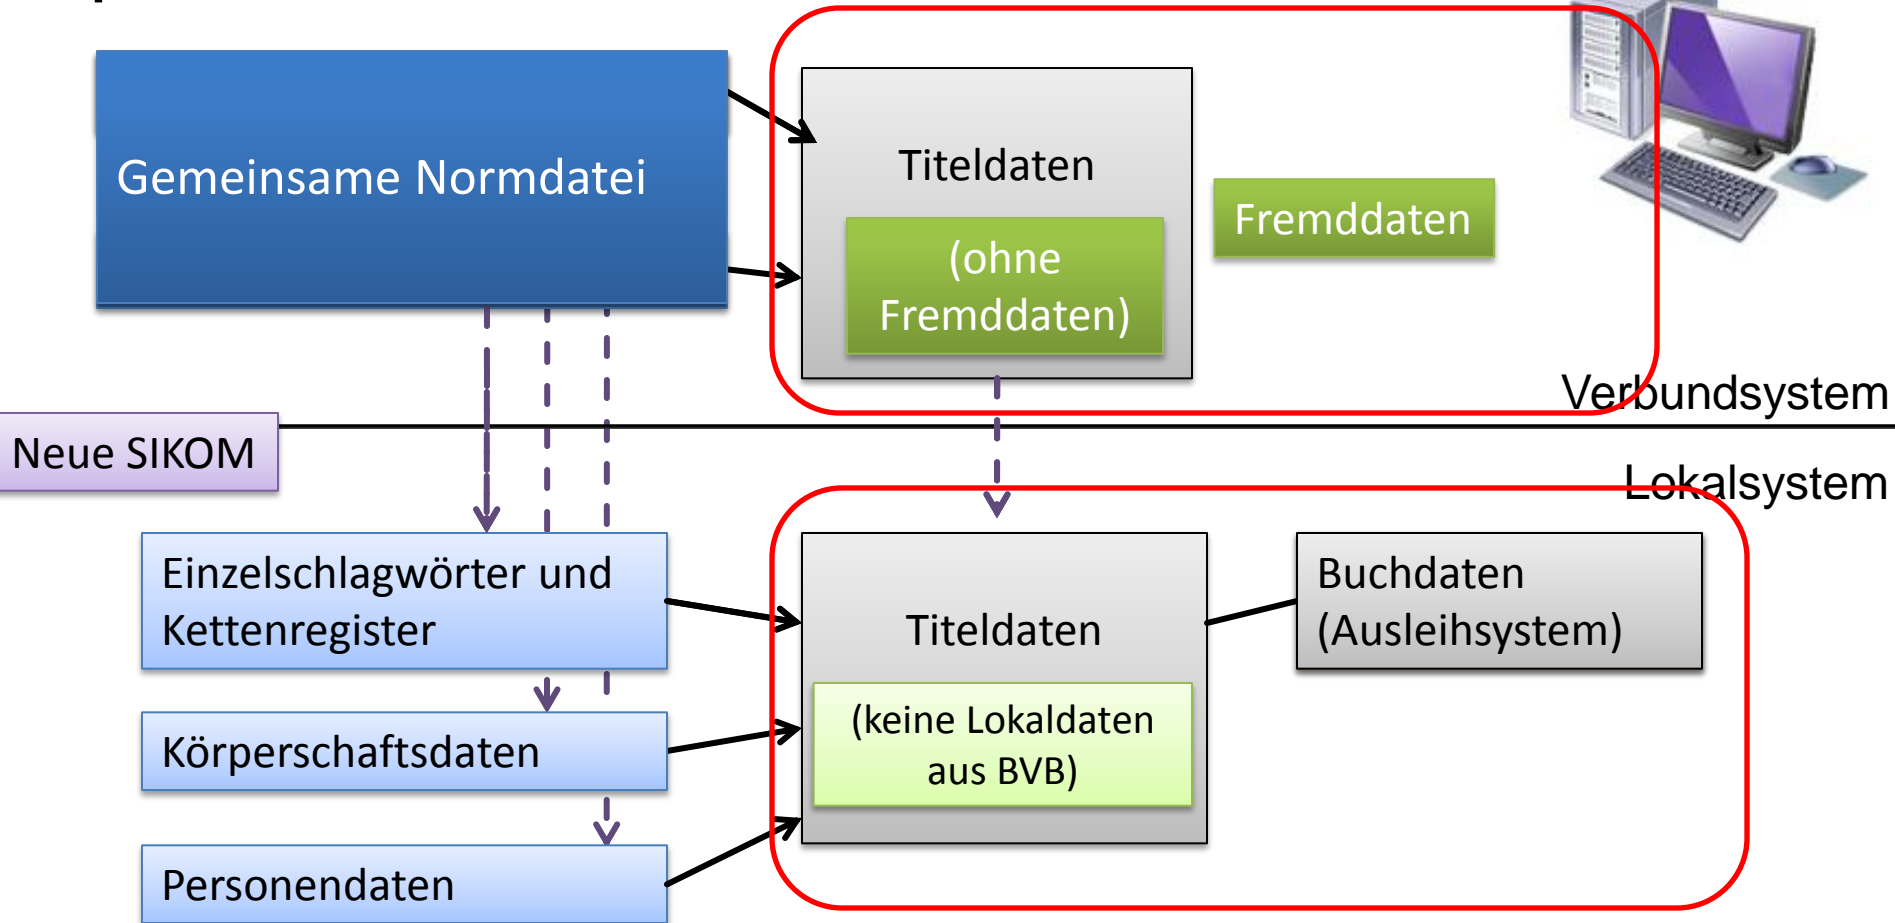 Gemeinsame Normdatei
Titeldaten
(ohne
Fremddaten)
Fremddaten
Verbundsystem
Neue SIKOM
Lokalsystem
Einzelschlagwörter und
Kettenregister
Titeldaten
(keine Lokaldaten
aus BVB)
Buchdaten
(Ausleihsystem)
Körperschaftsdaten
Personendaten